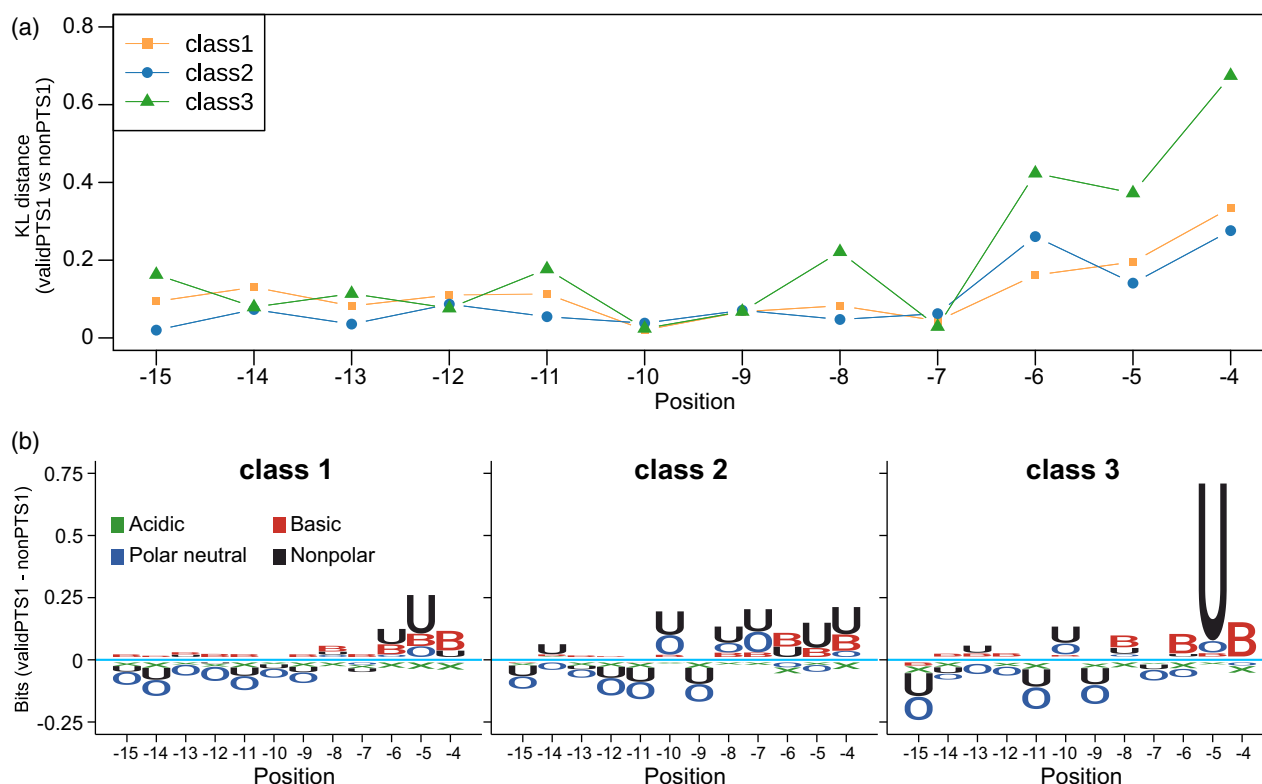 (a)
0.8
0.6
0.4
0.2
0
KL distance
(validPTS1 vs nonPTS1)
class1
class2
class3
-15 -14 -13 -12 -11 -10 -9 -8 -7 -6 -5 -4
Position
(b)
class 1 class 2 class 3
0.75
0.5
0.25
0
-0.25
Bits (validPTS1 - nonPTS1)
Acidic Basic
Polar neutral Nonpolar
-15 -14 -13 -12 -11 -10 -9 -8 -7 -6 -5 -4
-15 -14 -13 -12 -11 -10 -9 -8 -7 -6 -5 -4
-15 -14 -13 -12 -11 -10 -9 -8 -7 -6 -5 -4
Position Position Position